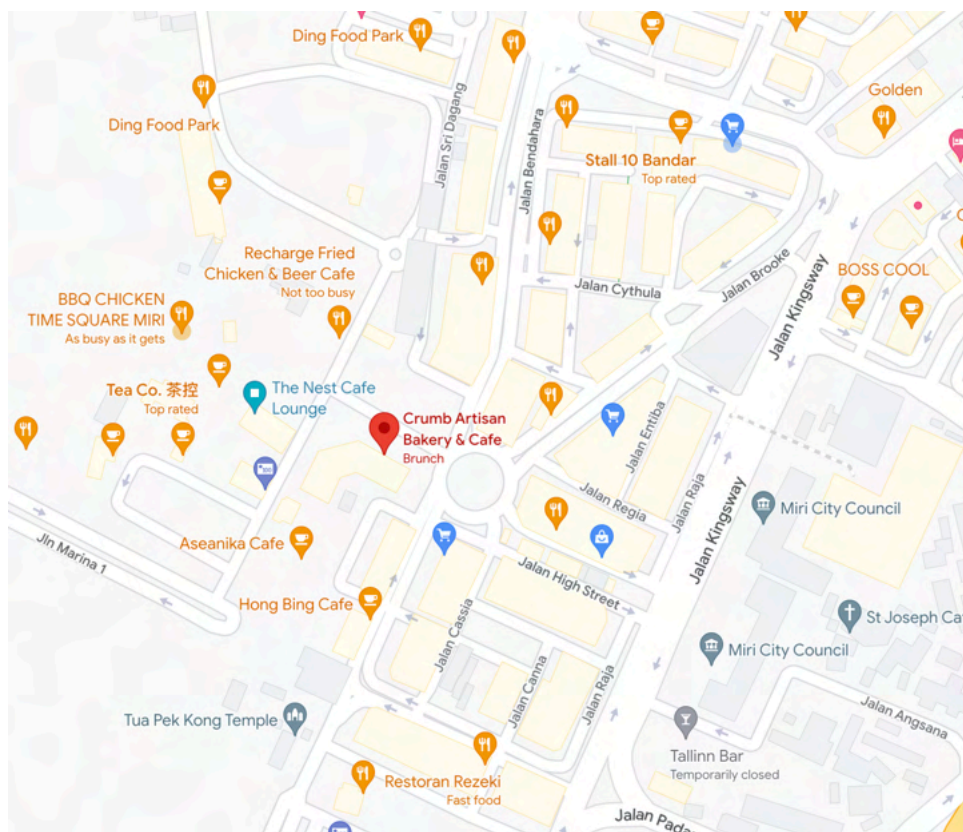 Ding Food Park
Golden
Ding Food Park
Jalan Sri Dagang
Jalan Bendahara
Stall 10 Bandar
Top rated
Recharge Fried
Chicken & Beer Cafe
Not too busy
Jalan Cythula
Jalan Brooke
Jalan Kingsway
BOSS COOL
BBQ CHICKEN
TIME SQUARE MIRI
As busy as it gets
Tea Co. 茶控
Top rated
The Nest Cafe
Lounge
Crumb Artisan
Bakery & Cafe
Brunch
Jalan Entiba
Jalan Regia
Jalan Raja
Jalan Kingsway
Miri City Council
Jln Marina 1
Aseanika Cafe
Jalan High Street
Hong Bing Cafe
Jalan Cassia
St Joseph Ca
Miri City Council
Jalan Canna
Jalan Raja
Jalan Angsana
Tua Pek Kong Temple
Tallinn Bar
Temporarily closed
Restoran Rezeki
Fast food
Jalan Pada